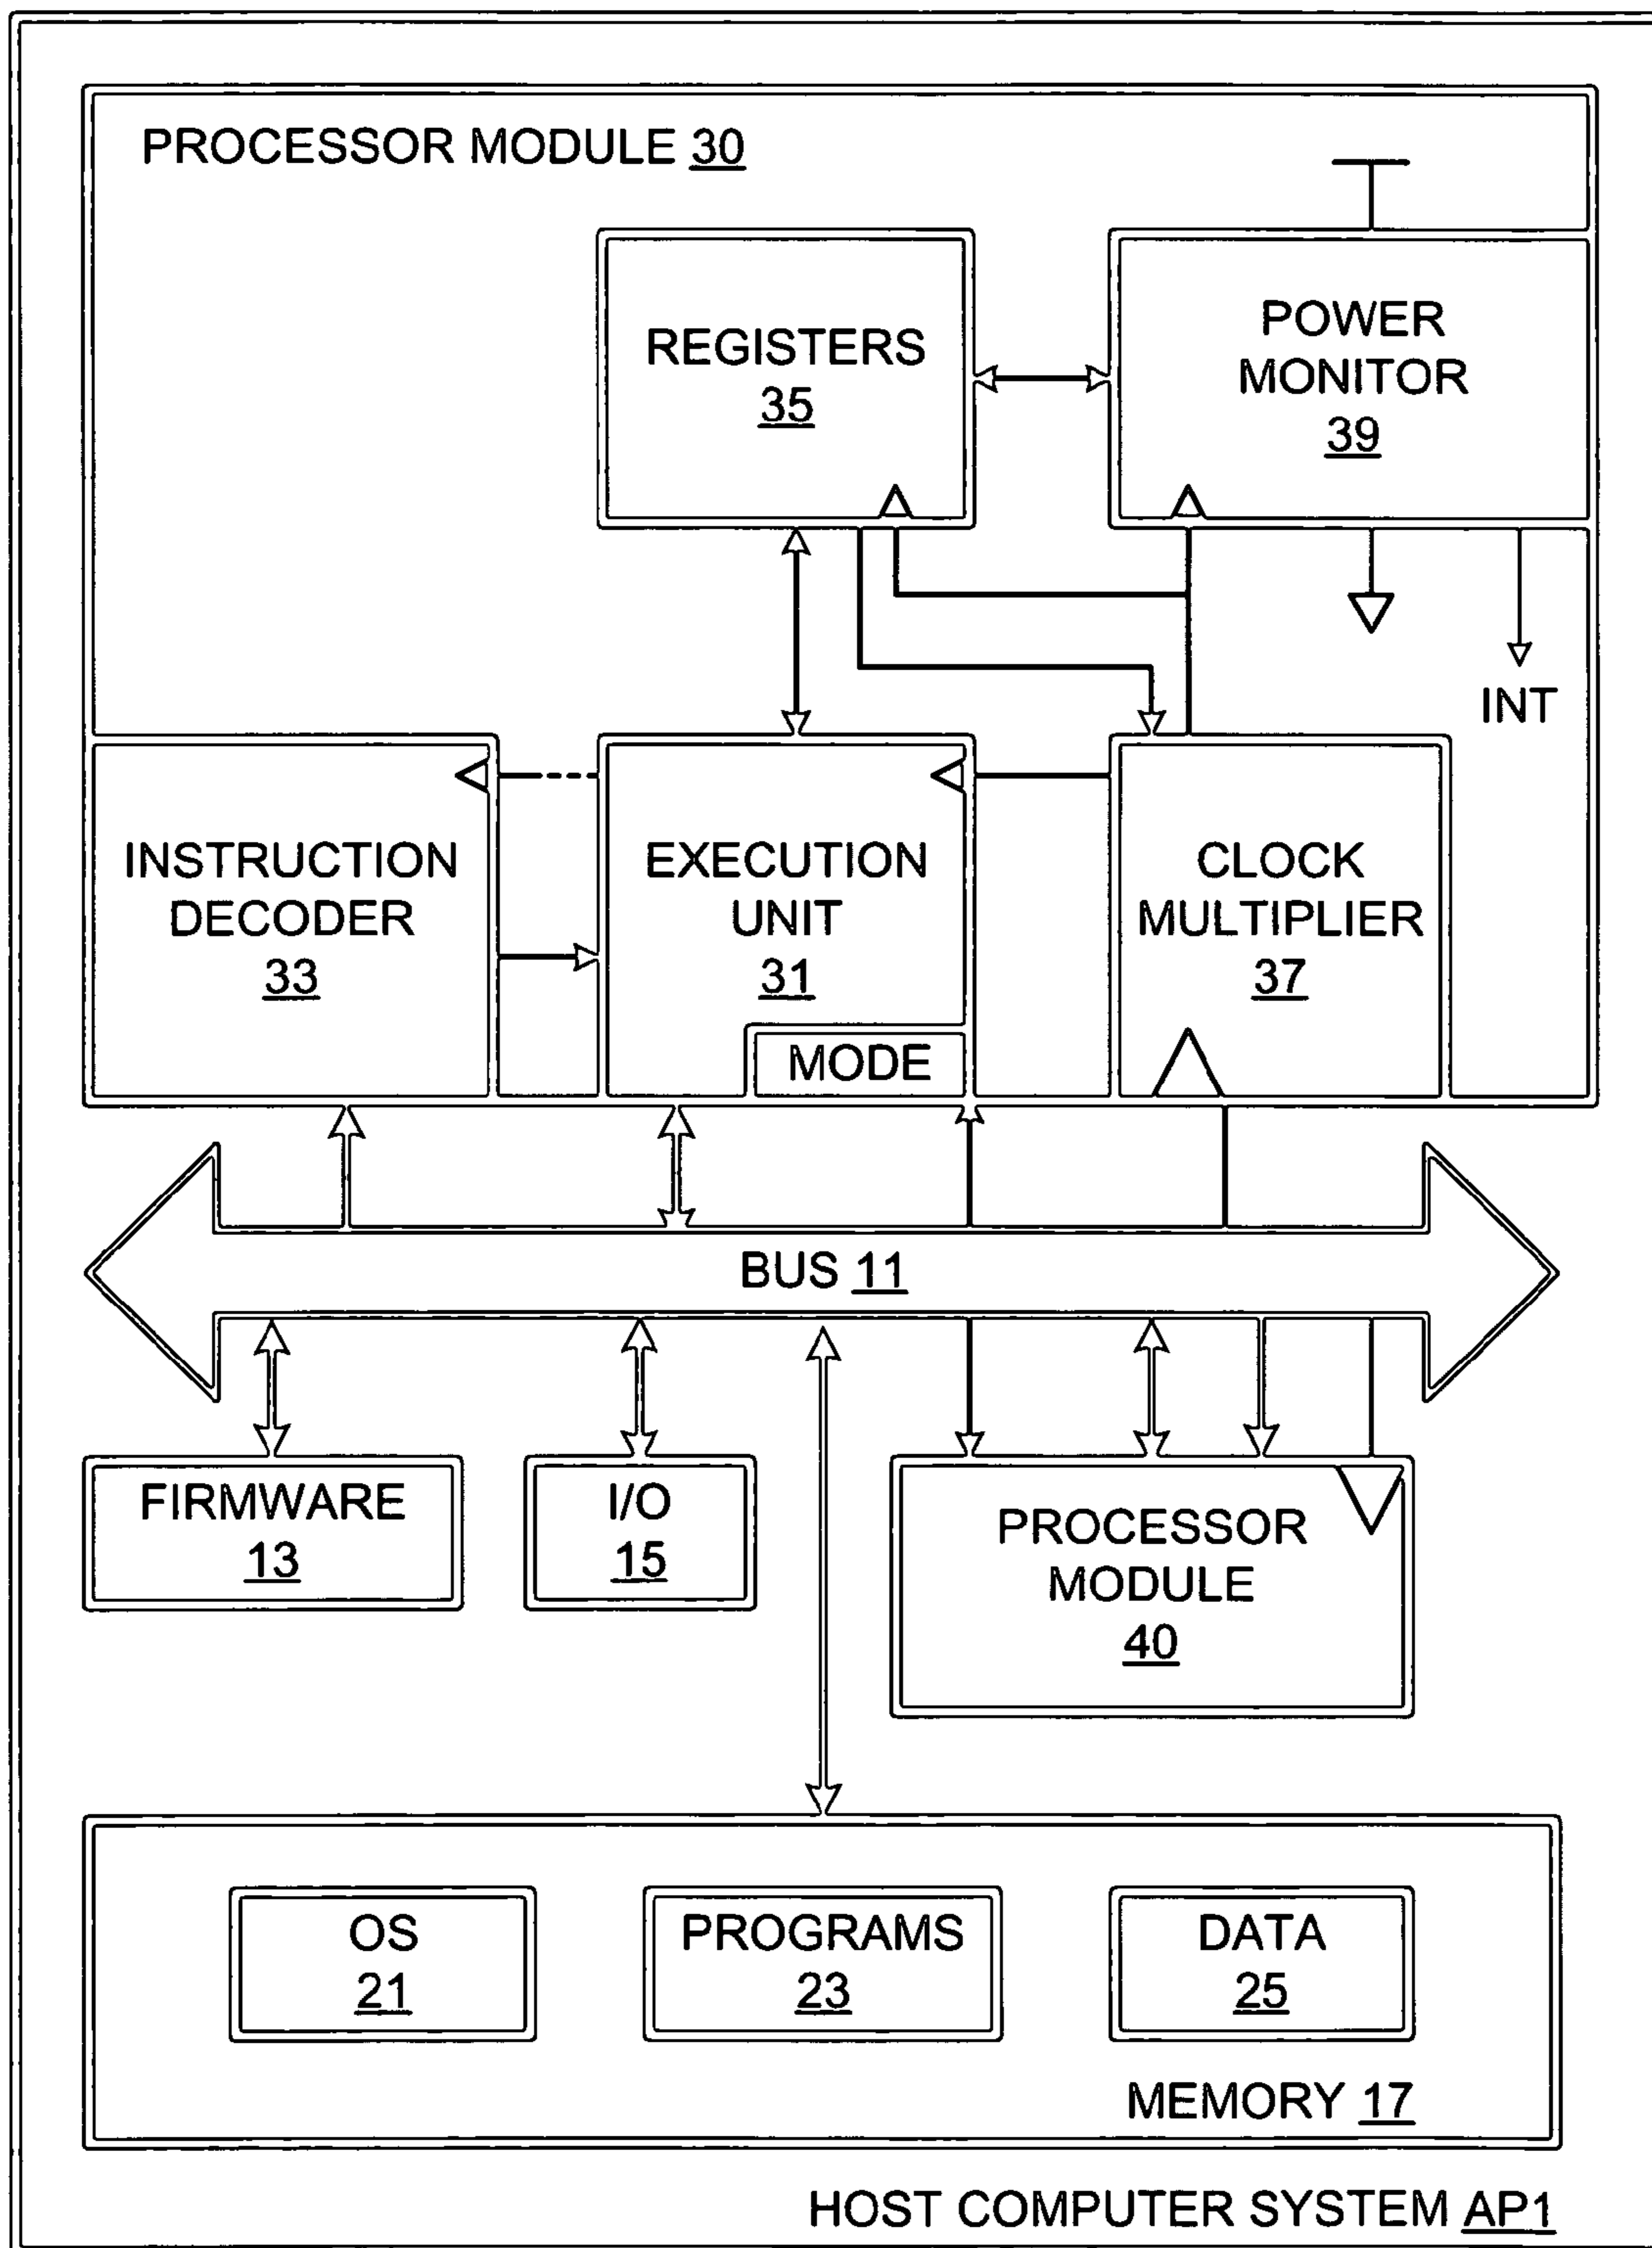 PROCESSOR MODULE 30
REGISTERS
35
POWER
MONITOR
39
INT
INSTRUCTION
DECODER
33
EXECUTION
UNIT
31
MODE
CLOCK
MULTIPLIER
37
BUS 11
FIRMWARE
13
I/O
15
PROCESSOR
MODULE
40
OS
21
PROGRAMS
23
DATA
25
MEMORY 17
HOST COMPUTER SYSTEM AP1